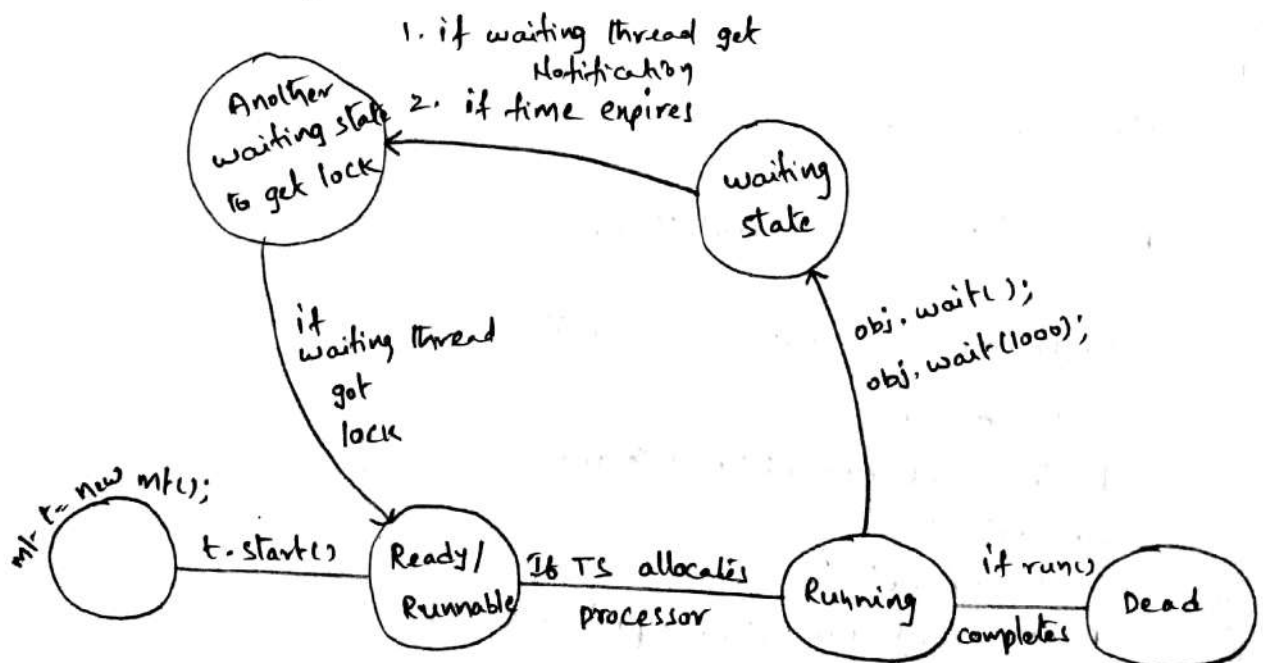 1. if waiting thread get
Notification
2. if time expires
Another
waiting state
to get lock
waiting
state
if
waiting thread
got
lock
obj.wait();
obj.wait(1000);
mt t= new mt();
t.start()
Ready/
Runnable
If TS allocates
processor
Running
if run()
completes
Dead